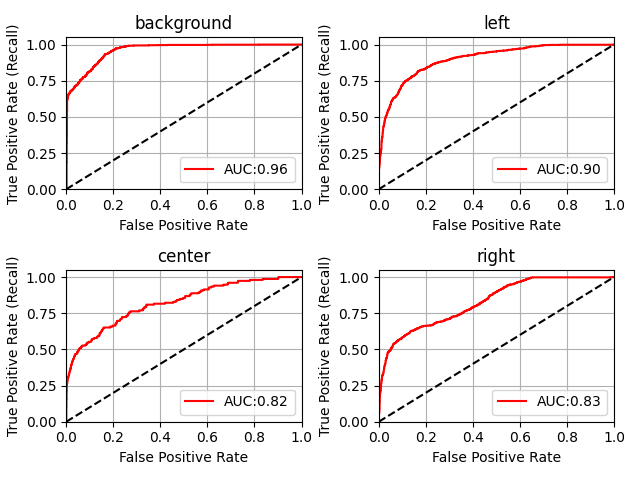 background
True Positive Rate (Recall)
1.00
0.75
0.50
0.25
0.00
AUC:0.96
0.0 0.2 0.4 0.6 0.8 1.0
False Positive Rate
left
True Positive Rate (Recall)
1.00
0.75
0.50
0.25
0.00
AUC:0.90
0.0 0.2 0.4 0.6 0.8 1.0
False Positive Rate
center
True Positive Rate (Recall)
1.00
0.75
0.50
0.25
0.00
AUC:0.82
0.0 0.2 0.4 0.6 0.8 1.0
False Positive Rate
right
True Positive Rate (Recall)
1.00
0.75
0.50
0.25
0.00
AUC:0.83
0.0 0.2 0.4 0.6 0.8 1.0
False Positive Rate